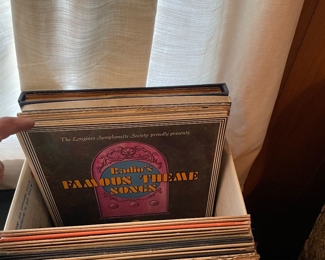 The Longines Symphonette Society proudly presents
Radio's
FAMOUS THEME
SONGS